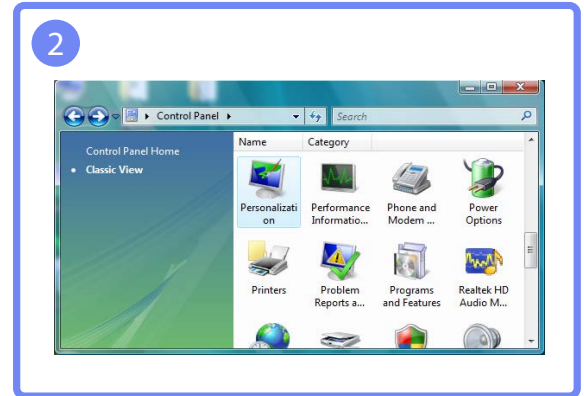 2
Control Panel
Search
Control Panel Home
Classic View
Name Category
Personalizati
on
Performance
Informatio...
Phone and
Modem ...
Power
Options
Printers
Problem
Reports a...
Programs
and Features
Realtek HD
Audio M...